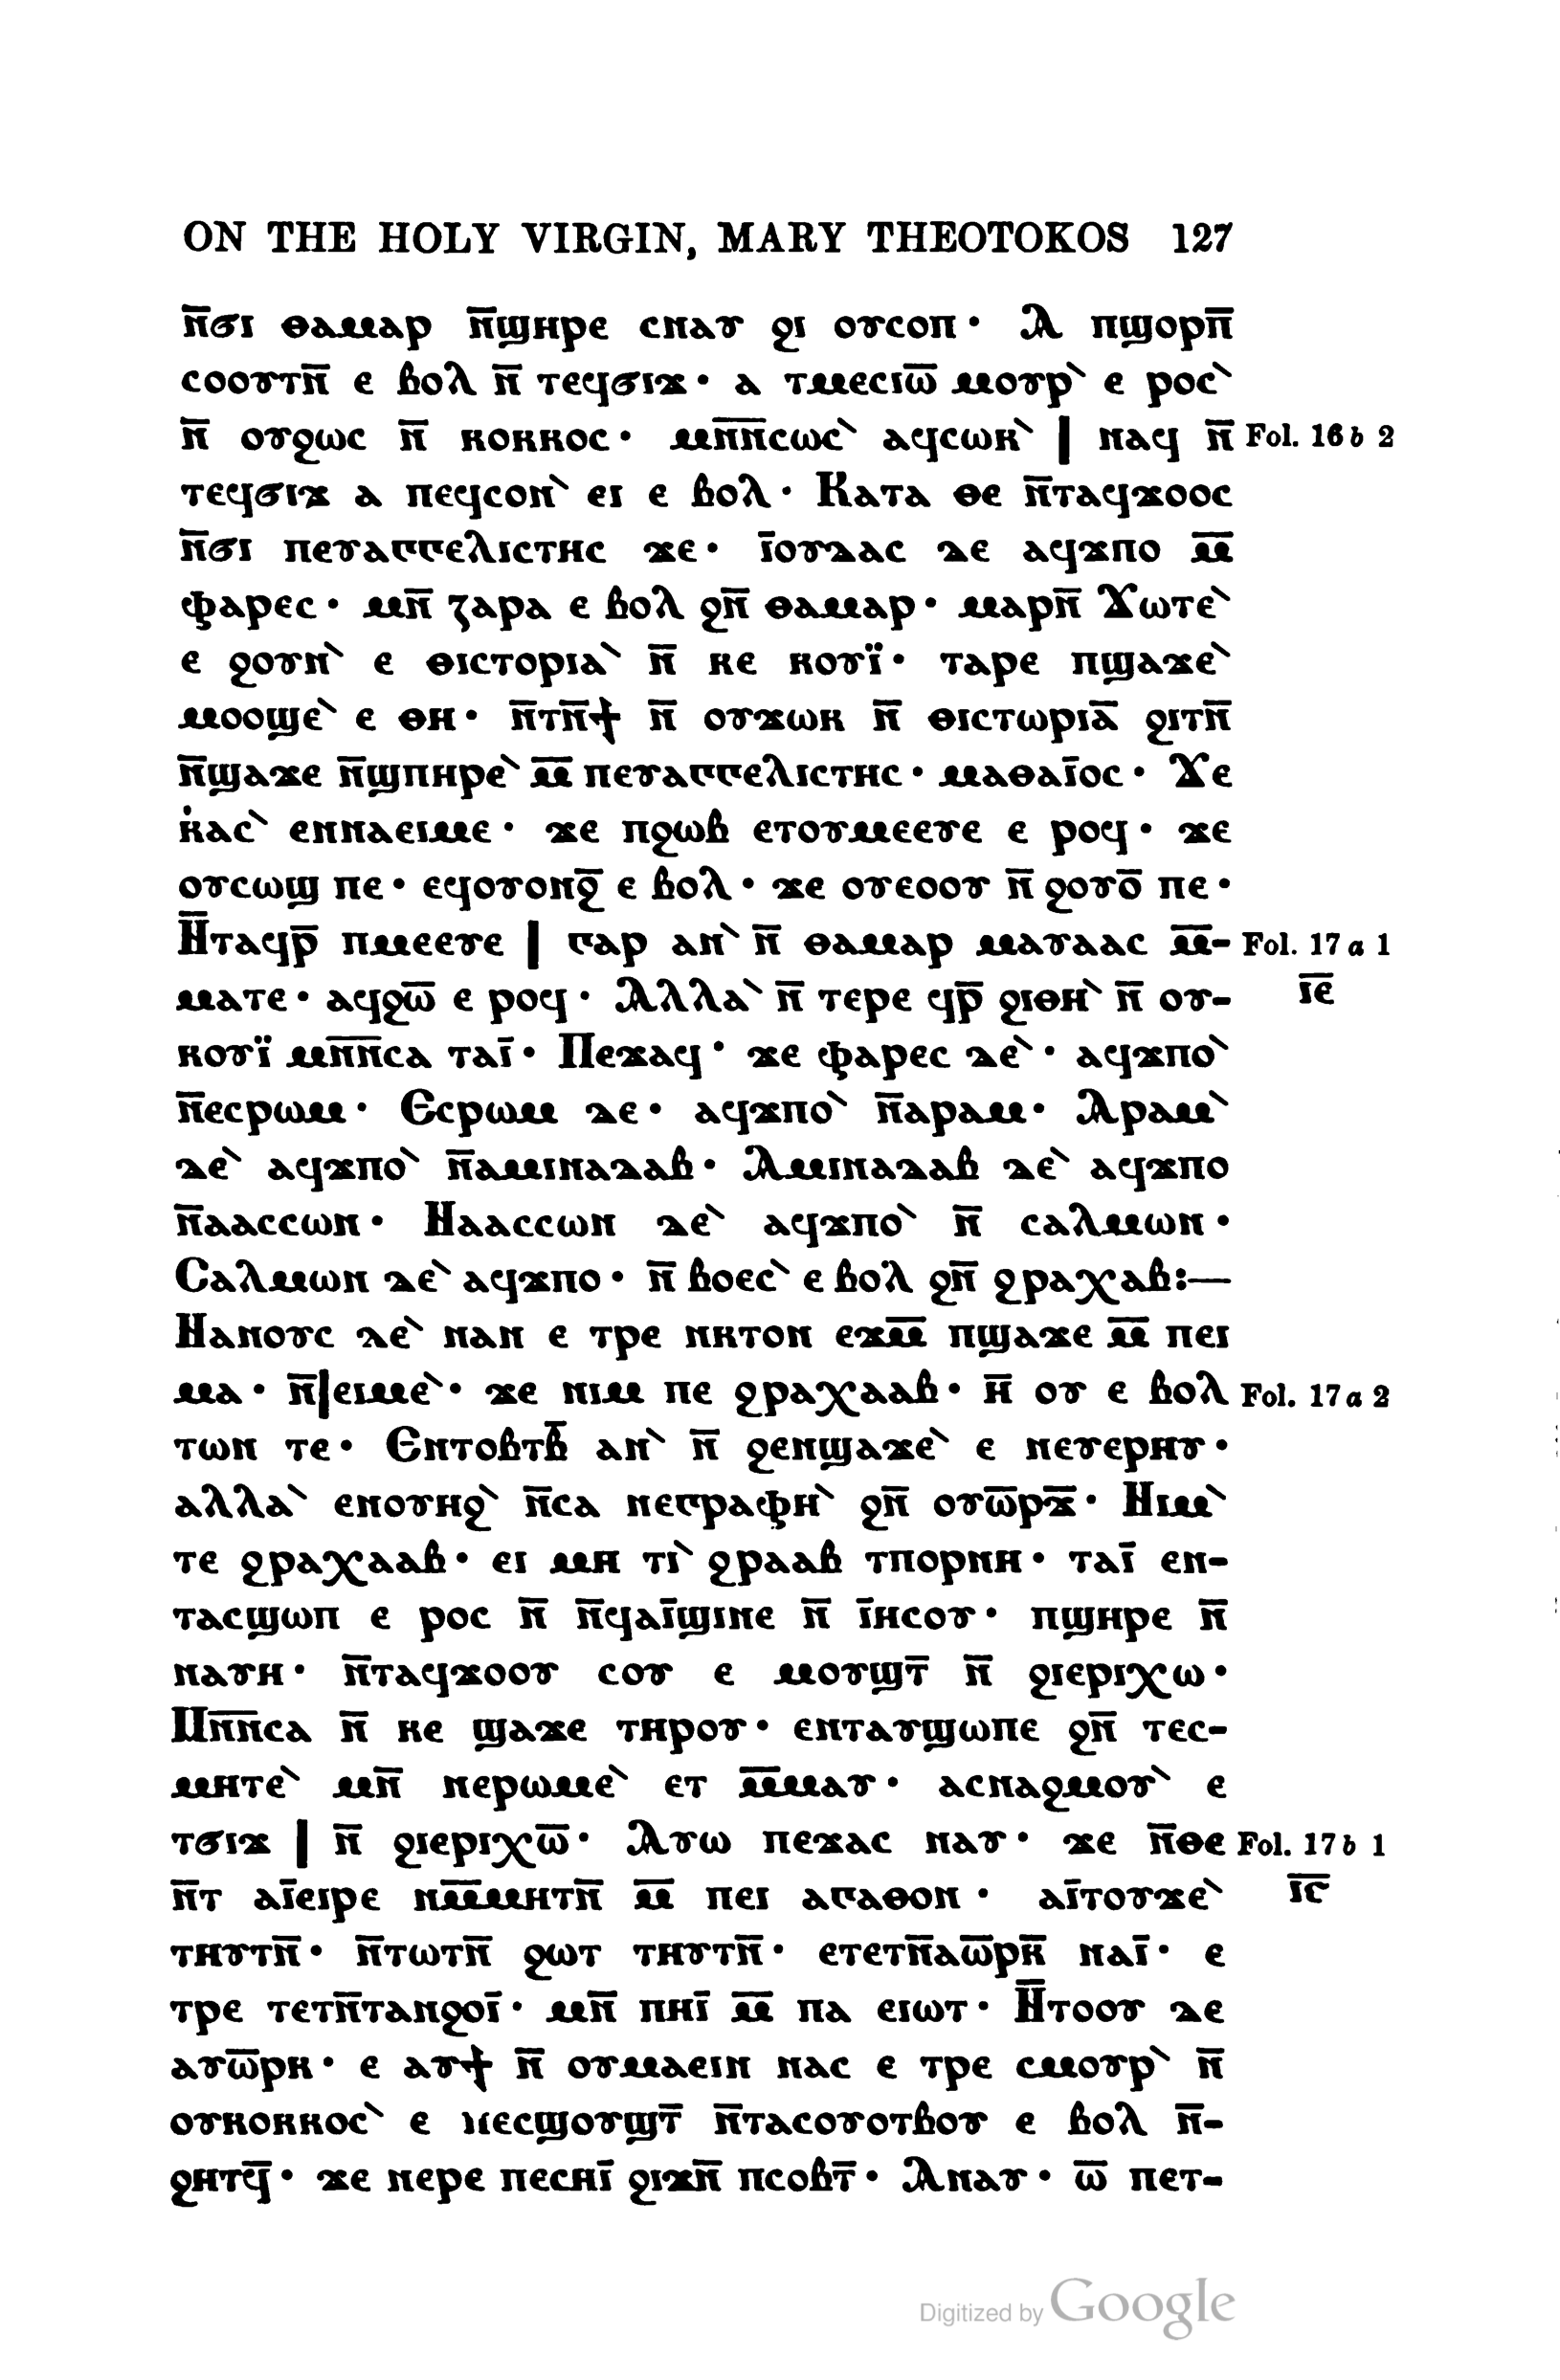 ON THE HOLY VIRGIN, MARY THEOTOKOS 127
ⲛ̅ϭⲓ ⲑⲁⲙⲁⲣ ⲛ̅ϣⲏⲣⲉ ⲥⲛⲁⲩ ϩⲓ ⲟⲩⲥⲟⲡ· Ⲁ ⲡϣⲟⲣⲡ̅
ⲥⲟⲟⲩⲧⲛ̅ ⲉ ⲃⲟⲗ ⲛ̅ ⲧⲉϥϭⲓϫ· ⲁ ⲧⲙⲉⲥⲓⲱ̅ ⲙⲟⲩⲣ̀ ⲉ ⲣⲟⲥ̀
ⲛ̅ ⲟⲩϩⲱⲥ ⲛ̅ ⲕⲟⲕⲕⲟⲥ· ⲙⲛ̅ⲛ̅ⲥⲱⲥ̀ ⲁϥⲥⲱⲕ̀ | ⲛⲁϥ ⲛ̅ Fol. 16 b 2
ⲧⲉϥϭⲓϫ ⲁ ⲡⲉϥⲥⲟⲛ̀ ⲉⲓ ⲉ ⲃⲟⲗ· Ⲕⲁⲧⲁ ⲑⲉ ⲛ̅ⲧⲁϥϫⲟⲟⲥ
ⲛ̅ϭⲓ ⲡⲉⲩⲁⲅⲅⲉⲗⲓⲥⲧⲏⲥ ϫⲉ· ⲓ̅ⲟⲩⲇⲁⲥ ⲇⲉ ⲁϥϫⲡⲟ ⲙ̅
ⲫⲁⲣⲉⲥ· ⲙⲛ̅ ⲍⲁⲣⲁ ⲉ ⲃⲟⲗ ϩⲛ̅ ⲑⲁⲙⲁⲣ· ⲙⲁⲣⲛ̅ Ϫⲱⲧⲉ̀
ⲉ ϩⲟⲩⲛ̀ ⲉ ⲑⲓⲥⲧⲟⲣⲓⲁ̀ ⲛ̅ ⲕⲉ ⲕⲟⲩⲓ̈· ⲧⲁⲣⲉ ⲡϣⲁϫⲉ̀
ⲙⲟⲟϣⲉ̀ ⲉ ⲑⲏ· ⲛ̅ⲧⲛ̅ϯ ⲛ̅ ⲟⲩϫⲱⲕ ⲛ̅ ⲑⲓⲥⲧⲱⲣⲓⲁ̅ ϩⲓⲧⲛ̅
ⲛ̅ϣⲁϫⲉ ⲛ̅ϣⲡⲏⲣⲉ̀ ⲙ̅ ⲡⲉⲩⲁⲅⲅⲉⲗⲓⲥⲧⲏⲥ· ⲙⲁⲑⲁⲓ̅ⲟⲥ· Ϫⲉ
ⲕ̇ⲁⲥ̀ ⲉⲛⲛⲁⲉⲓⲙⲉ· ϫⲉ ⲡϩⲱⲃ ⲉⲧⲟⲩⲙⲉⲉⲩⲉ ⲉ ⲣⲟϥ· ϫⲉ
ⲟⲩⲥⲱϣ ⲡⲉ· ⲉϥⲟⲩⲟⲛϩ̅ ⲉ ⲃⲟⲗ· ϫⲉ ⲟⲩⲉⲟⲟⲩ ⲛ̅ ϩⲟⲩⲟ̅ ⲡⲉ·
Ⲛ̅ⲧⲁϥⲣ̅ ⲡⲙⲉⲉⲩⲉ | ⲅⲁⲣ ⲁⲛ̀ ⲛ̅ ⲑⲁⲙⲁⲣ ⲙⲁⲩⲁⲁⲥ ⲙ̅- Fol. 17 a 1
ⲙⲁⲧⲉ· ⲁϥϩⲱ̅ ⲉ ⲣⲟϥ· Ⲁⲗⲗⲁ̀ ⲛ̅ ⲧⲉⲣⲉ ϥⲣ̅ ϩⲓⲑⲏ̀ ⲛ̅ ⲟⲩ- ⲓ̅ⲉ̅
ⲕⲟⲩⲓ̈ ⲙⲛ̅ⲛ̅ⲥⲁ ⲧⲁⲓ̅· Ⲡⲉϫⲁϥ· ϫⲉ ⲫⲁⲣⲉⲥ ⲇⲉ̀· ⲁϥϫⲡⲟ̀
ⲛ̅ⲉⲥⲣⲱⲙ· Ⲉⲥⲣⲱⲙ ⲇⲉ· ⲁϥϫⲡⲟ̀ ⲛ̅ⲁⲣⲁⲙ· Ⲁⲣⲁⲙ̀
ⲇⲉ̀ ⲁϥϫⲡⲟ̀ ⲛ̅ⲁⲙⲓⲛⲁⲇⲁⲃ· Ⲁⲙⲓⲛⲁⲇⲁⲃ ⲇⲉ̀ ⲁϥϫⲡⲟ
ⲛ̅ⲁⲁⲥⲥⲱⲛ· Ⲛⲁⲁⲥⲥⲱⲛ ⲇⲉ̀ ⲁϥϫⲡⲟ̀ ⲛ̅ ⲥⲁⲗⲙⲱⲛ·
Ⲥⲁⲗⲙⲱⲛ ⲇⲉ̀ ⲁϥϫⲡⲟ· ⲛ̅ ⲃⲟⲉⲥ̀ ⲉ ⲃⲟⲗ ϩⲛ̅ ϩⲣⲁⲭⲁⲃ:—
Ⲛⲁⲛⲟⲩⲥ ⲇⲉ̀ ⲛⲁⲛ ⲉ ⲧⲣⲉ ⲛⲕⲧⲟⲛ ⲉϫⲙ̅ ⲡϣⲁϫⲉ ⲙ̅ ⲡⲉⲓ
ⲙⲁ· ⲛ̅|ⲉⲓⲙⲉ̀· ϫⲉ ⲛⲓⲙ ⲡⲉ ϩⲣⲁⲭⲁⲁⲃ· ⲏ̅ ⲟⲩ ⲉ ⲃⲟⲗ Fol. 17 a 2
ⲧⲱⲛ ⲧⲉ· Ⲉⲛⲧⲟⲃⲧⲃ̅ ⲁⲛ̀ ⲛ̅ ϩⲉⲛϣⲁϫⲉ̀ ⲉ ⲛⲉⲩⲉⲣⲏⲩ·
ⲁⲗⲗⲁ̀ ⲉⲛⲟⲩⲏϩ̀ ⲛ̅ⲥⲁ ⲛⲉⲅⲣⲁⲫⲏ̀ ϩⲛ̅ ⲟⲩⲱ̅ⲣϫ̅· Ⲛⲓⲙ̀
ⲧⲉ ϩⲣⲁⲭⲁⲁⲃ· ⲉⲓ ⲙⲏ ⲧⲓ̀ ϩⲣⲁⲁⲃ ⲧⲡⲟⲣⲛⲏ· ⲧⲁⲓ̅ ⲉⲛ-
ⲧⲁⲥϣⲱⲡ ⲉ ⲣⲟⲥ ⲛ̅ ⲛ̅ϥⲁⲓ̅ϣⲓⲛⲉ ⲛ̅ ⲓ̅ⲏⲥⲟⲩ· ⲡϣⲏⲣⲉ ⲛ̅
ⲛⲁⲩⲏ· ⲛ̅ⲧⲁϥϫⲟⲟⲩ ⲥⲟⲩ ⲉ ⲙⲟⲩϣⲧ̅ ⲛ̅ ϩⲓⲉⲣⲓⲭⲱ·
Ⲙⲛ̅ⲛ̅ⲥⲁ ⲛ̅ ⲕⲉ ϣⲁϫⲉ ⲧⲏⲣⲟⲩ· ⲉⲛⲧⲁⲩϣⲱⲡⲉ ϩⲛ̅ ⲧⲉⲥ-
ⲙⲏⲧⲉ̀ ⲙⲛ̅ ⲛⲉⲣⲱⲙⲉ̀ ⲉⲧ ⲙ̅ⲙⲁⲩ· ⲁⲥⲛⲁϩⲙⲟⲩ̀ ⲉ
ⲧϭⲓϫ | ⲛ̅ ϩⲓⲉⲣⲓⲭⲱ̅· Ⲁⲩⲱ ⲡⲉϫⲁⲥ ⲛⲁⲩ· ϫⲉ ⲛ̅ⲑⲉ Fol. 17 b 1
ⲛ̅ⲧ ⲁⲓ̅ⲉⲓⲣⲉ ⲛⲙ̅ⲙⲏⲧⲛ̅ ⲙ̅ ⲡⲉⲓ ⲁⲅⲁⲑⲟⲛ· ⲁⲓ̅ⲧⲟⲩϫⲉ̀ ⲓ̅ⲋ̅
ⲧⲏⲩⲧⲛ̅· ⲛ̅ⲧⲱⲧⲛ̅ ϩⲱⲧ ⲧⲏⲩⲧⲛ̅· ⲉⲧⲉⲧⲛ̅ⲁⲱ̅ⲣⲕ̅ ⲛⲁⲓ̅· ⲉ
ⲧⲣⲉ ⲧⲉⲧⲛ̅ⲧⲁⲛϩⲟⲓ̅· ⲙⲛ̅ ⲡⲏⲓ̅ ⲙ̅ ⲡⲁ ⲉⲓⲱⲧ· Ⲛ̅ⲧⲟⲟⲩ ⲇⲉ
ⲁⲩⲱ̅ⲣⲕ· ⲉ ⲁⲩϯ ⲛ̅ ⲟⲩⲙⲁⲉⲓⲛ ⲛⲁⲥ ⲉ ⲧⲣⲉ ⲥⲙⲟⲩⲣ̀ ⲛ̅
ⲟⲩⲕⲟⲕⲕⲟⲥ̀ ⲉ ⲡⲉⲥϣⲟⲩϣⲧ̅ ⲛ̅ⲧⲁⲥⲟⲩⲟⲧⲃⲟⲩ ⲉ ⲃⲟⲗ ⲛ̅-
ϩⲏⲧϥ̅· ϫⲉ ⲛⲉⲣⲉ ⲡⲉⲥⲏⲓ̅ ϩⲓϫⲛ̅ ⲡⲥⲟⲃⲧ̅· Ⲁⲛⲁⲩ· ⲱ̅ ⲡⲉⲧ-
Digitized by Google